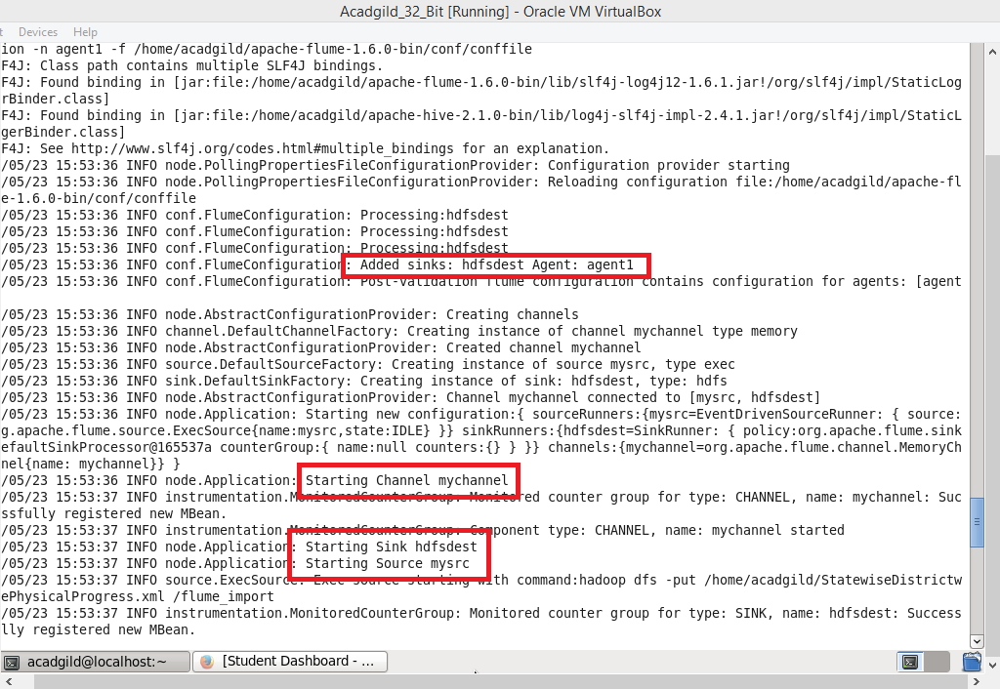 Acadgild_32_Bit [Running] - Oracle VM VirtualBox
t Devices Help
ion -n agent1 -f /home/acadgild/apache-flume-1.6.0-bin/conf/conffile
F4J: Class path contains multiple SLF4J bindings.
F4J: Found binding in [jar:file:/home/acadgild/apache-flume-1.6.0-bin/lib/slf4j-log4j12-1.6.1.jar!/org/slf4j/impl/StaticLog
rBinder.class]
F4J: Found binding in [jar:file:/home/acadgild/apache-hive-2.1.0-bin/lib/log4j-slf4j-impl-2.4.1.jar!/org/slf4j/impl/StaticL
gerBinder.class]
F4J: See http://www.slf4j.org/codes.html#multiple_bindings for an explanation.
/05/23 15:53:36 INFO node.PollingPropertiesFileConfigurationProvider: Configuration provider starting
/05/23 15:53:36 INFO node.PollingPropertiesFileConfigurationProvider: Reloading configuration file:/home/acadgild/apache-fl
e-1.6.0-bin/conf/conffile
/05/23 15:53:36 INFO conf.FlumeConfiguration: Processing:hdfsdest
/05/23 15:53:36 INFO conf.FlumeConfiguration: Processing:hdfsdest
/05/23 15:53:36 INFO conf.FlumeConfiguration: Processing:hdfsdest
/05/23 15:53:36 INFO conf.FlumeConfiguration: Added sinks: hdfsdest Agent: agent1
/05/23 15:53:36 INFO conf.FlumeConfiguration: Post-validation flume configuration contains configuration for agents: [agent
/05/23 15:53:36 INFO node.AbstractConfigurationProvider: Creating channels
/05/23 15:53:36 INFO channel.DefaultChannelFactory: Creating instance of channel mychannel type memory
/05/23 15:53:36 INFO node.AbstractConfigurationProvider: Created channel mychannel
/05/23 15:53:36 INFO source.DefaultSourceFactory: Creating instance of source mysrc, type exec
/05/23 15:53:36 INFO sink.DefaultSinkFactory: Creating instance of sink: hdfsdest, type: hdfs
/05/23 15:53:36 INFO node.AbstractConfigurationProvider: Channel mychannel connected to [mysrc, hdfsdest]
/05/23 15:53:36 INFO node.Application: Starting new configuration:{ sourceRunners:{mysrc=EventDrivenSourceRunner: { source:
g.apache.flume.source.ExecSource{name:mysrc,state:IDLE} }} sinkRunners:{hdfsdest=SinkRunner: { policy:org.apache.flume.sink
efaultSinkProcessor@165537a counterGroup:{ name:null counters:{} } }} channels:{mychannel=org.apache.flume.channel.MemoryCh
nel{name: mychannel}} }
/05/23 15:53:36 INFO node.Application: Starting Channel mychannel
/05/23 15:53:37 INFO instrumentation.MonitoredCounterGroup: Monitored counter group for type: CHANNEL, name: mychannel: Suc
ssfully registered new MBean.
/05/23 15:53:37 INFO instrumentation.MonitoredCounterGroup: Component type: CHANNEL, name: mychannel started
/05/23 15:53:37 INFO node.Application: Starting Sink hdfsdest
/05/23 15:53:37 INFO node.Application: Starting Source mysrc
/05/23 15:53:37 INFO source.ExecSource: Exec source starting with command:hadoop dfs -put /home/acadgild/StatewiseDistrictw
ePhysicalProgress.xml /flume_import
/05/23 15:53:37 INFO instrumentation.MonitoredCounterGroup: Monitored counter group for type: SINK, name: hdfsdest: Success
lly registered new MBean.
acadgild@localhost:~ [Student Dashboard - ...